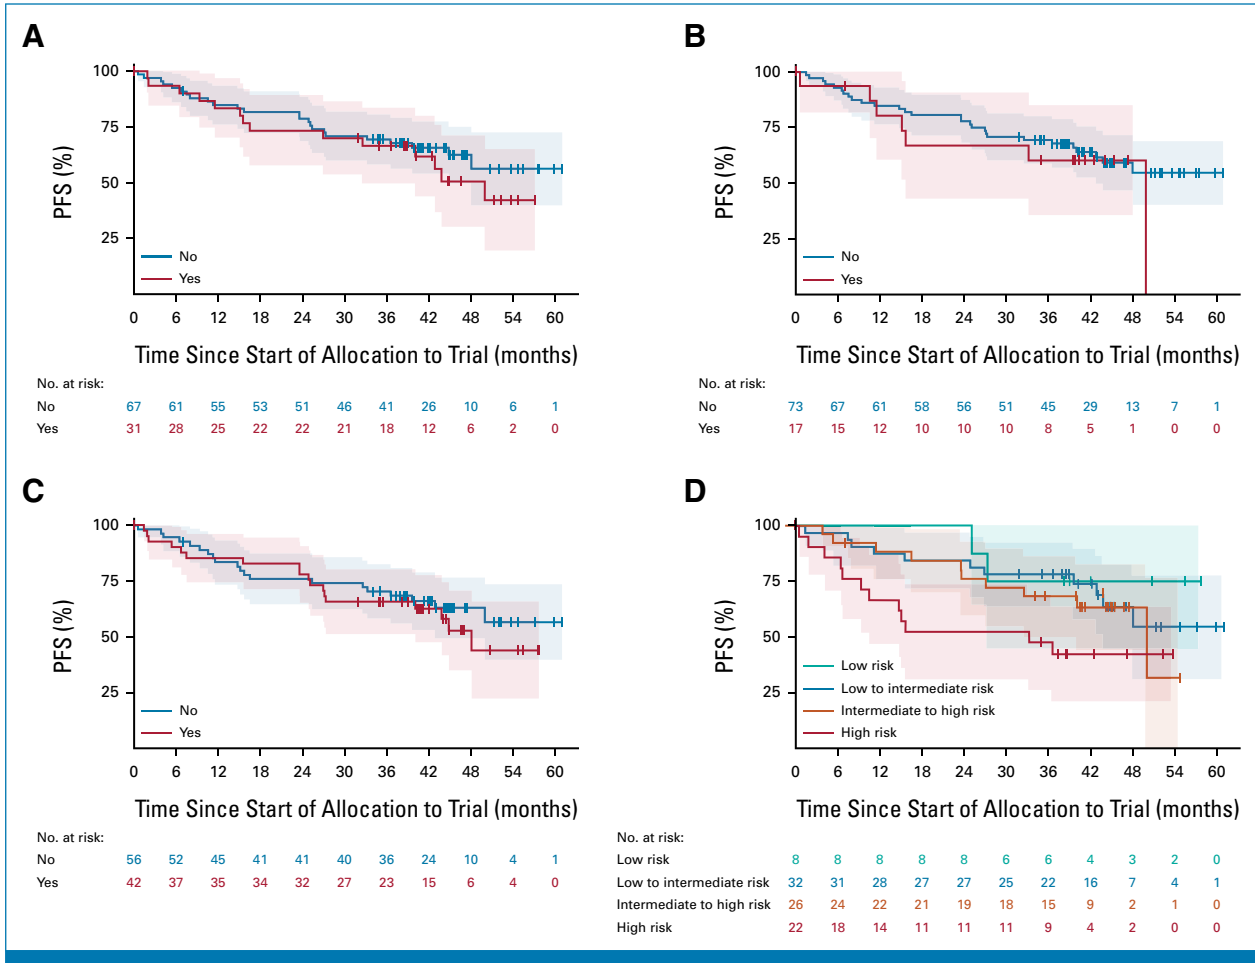 A
PFS (%)
100
75
50
25
No
Yes
0 6 12 18 24 30 36 42 48 54 60
Time Since Start of Allocation to Trial (months)
No. at risk:
No 67 61 55 53 51 46 41 26 10 6 1
Yes 31 28 25 22 22 21 18 12 6 2 0
B
PFS (%)
100
75
50
25
No
Yes
0 6 12 18 24 30 36 42 48 54 60
Time Since Start of Allocation to Trial (months)
No. at risk:
No 73 67 61 58 56 51 45 29 13 7 1
Yes 17 15 12 10 10 10 8 5 1 0 0
C
PFS (%)
100
75
50
25
No
Yes
0 6 12 18 24 30 36 42 48 54 60
Time Since Start of Allocation to Trial (months)
No. at risk:
No 56 52 45 41 41 40 36 24 10 4 1
Yes 42 37 35 34 32 27 23 15 6 4 0
D
PFS (%)
100
75
50
25
Low risk
Low to intermediate risk
Intermediate to high risk
High risk
0 6 12 18 24 30 36 42 48 54 60
Time Since Start of Allocation to Trial (months)
No. at risk:
Low risk 8 8 8 8 8 6 6 4 3 2 0
Low to intermediate risk 32 31 28 27 27 25 22 16 7 4 1
Intermediate to high risk 26 24 22 21 19 18 15 9 2 1 0
High risk 22 18 14 11 11 11 9 4 2 0 0